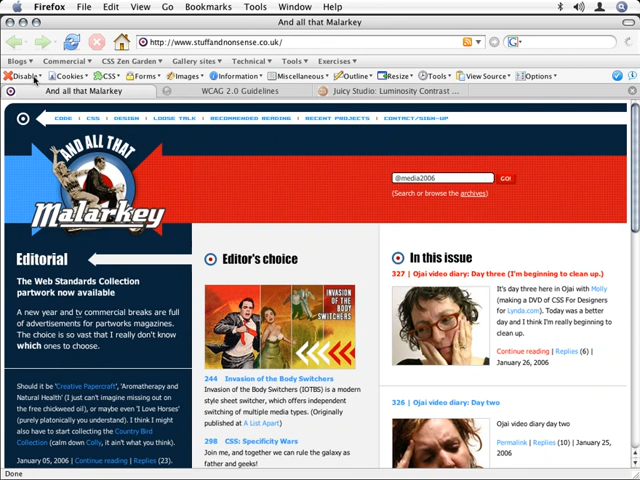 Firefox File Edit View Go Bookmarks Tools Window Help
And all that Malarkey
http://www.stuffandnonsense.co.uk/
Blogs Commercial CSS Zen Garden Gallery sites Technical Tools Exercises
Disable Cookies CSS Forms Images Information Miscellaneous Outline Resize Tools View Source Options
And all that Malarkey WCAG 2.0 Guidelines Juicy Studio: Luminosity Contrast ...
CODE | CSS | DESIGN | LOOSE TALK | RECOMMENDED READING | RECENT PROJECTS | CONTACT/SIGN-UP
AND ALL THAT
Malarkey
@media2006 GO!
(Search or browse the archives)
Editorial
The Web Standards Collection
partwork now available
A new year and tv commercial breaks are full
of advertisements for partworks magazines.
The choice is so vast that I really don't know
which ones to choose.
Should it be 'Creative Papercraft', 'Aromatherapy and
Natural Health' (I just can't imagine missing out on
the free chickweed oil), or maybe even 'I Love Horses'
(purely platonically you understand). I think I might
also have to start collecting the Country Bird
Collection (calm down Colly, it ain't what you think).
January 05, 2006 | Continue reading | Replies (23).
Editor's choice
INVASION
OF THE
BODY
SWITCHERS
244 Invasion of the Body Switchers
Invasion of the Body Switchers (IOTBS) is a modern
style sheet switcher, which offers independent
switching of multiple media types. (Originally
published at A List Apart)
298 CSS: Specificity Wars
Join me, and together we can rule the galaxy as
father and geeks!
In this issue
327 | Ojai video diary: Day three (I'm beginning to clean up.)
It's day three here in Ojai with Molly
(making a DVD of CSS For Designers
for Lynda.com). Today was a better
day and I think I'm really beginning to
clean up.
Continue reading | Replies (6) |
January 26, 2006
326 | Ojai video diary: Day two
Ojai video diary day two
Permalink | Replies (10) | January 25,
2006
Done